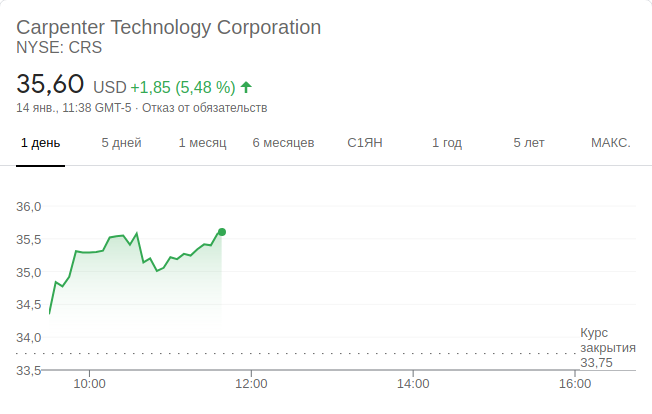 Carpenter Technology Corporation
NYSE: CRS
35,60 USD +1,85 (5,48 %)
14 янв., 11:38 GMT-5 · Отказ от обязательств
1 день 5 дней 1 месяц 6 месяцев С1ЯН 1 год 5 лет МАКС.
36,0
35,5
35,0
34,5
34,0
33,5
Курс
закрытия
33,75
10:00 12:00 14:00 16:00